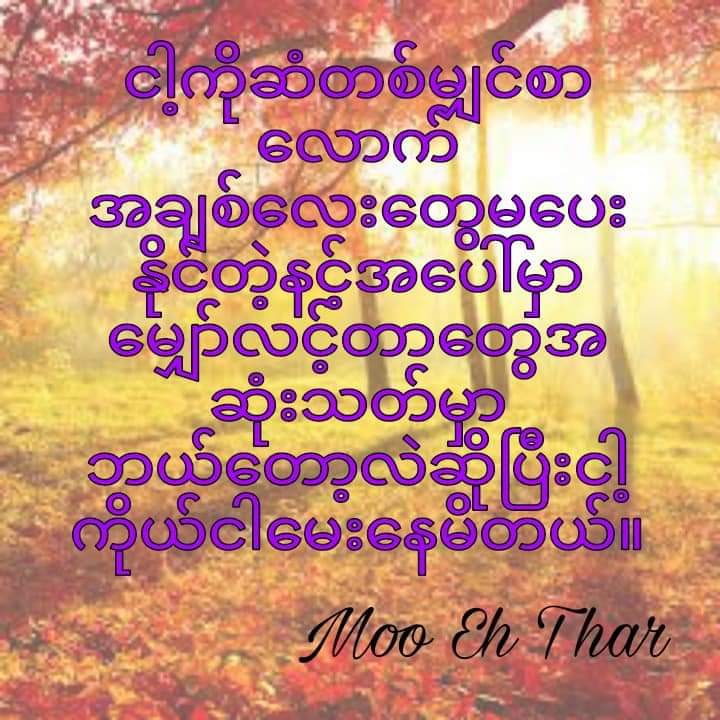 ငါ့ကိုဆံတစ်မျှင်စာ
လောက်
အချစ်လေးတွေမပေး
နိုင်တဲ့နင့်အပေါ်မှာ
မျှော်လင့်တာတွေအ
ဆုံးသတ်မှာ
ဘယ်တော့လဲဆိုပြီးငါ့
ကိုယ်ငါမေးနေမိတယ်။
Moo Eh Thar